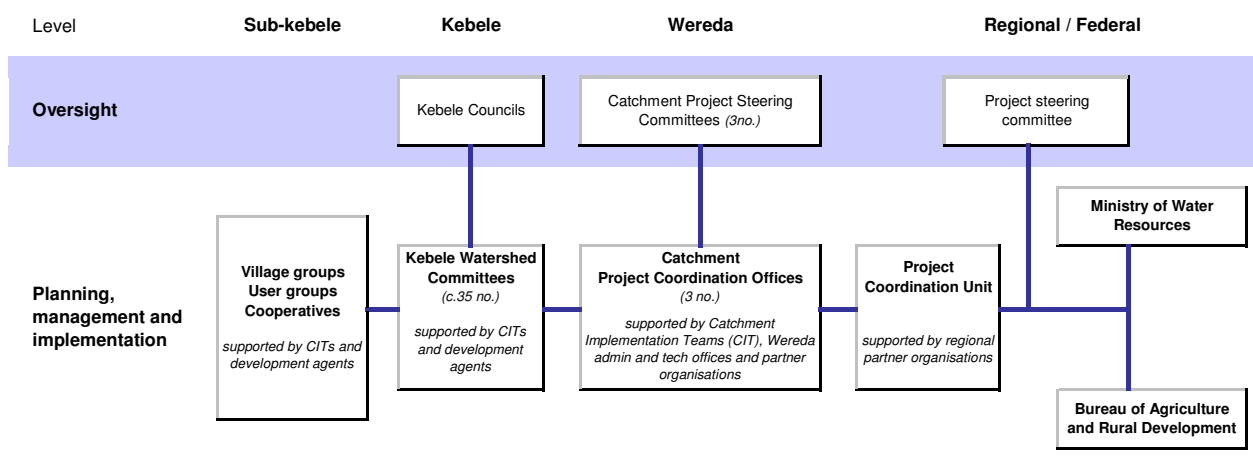 Level
Sub-kebele
Kebele
Wereda
Regional / Federal
Oversight
Kebele Councils
Catchment Project Steering
Committees (3no.)
Project steering
committee
Planning,
management and
implementation
Village groups
User groups
Cooperatives
supported by CITs and
development agents
Kebele Watershed
Committees
(c.35 no.)
supported by CITs
and development
agents
Catchment
Project Coordination Offices
(3 no.)
supported by Catchment
Implementation Teams (CIT), Wereda
admin and tech offices and partner
organisations
Project
Coordination Unit
supported by regional
partner organisations
Ministry of Water
Resources
Bureau of Agriculture
and Rural Development